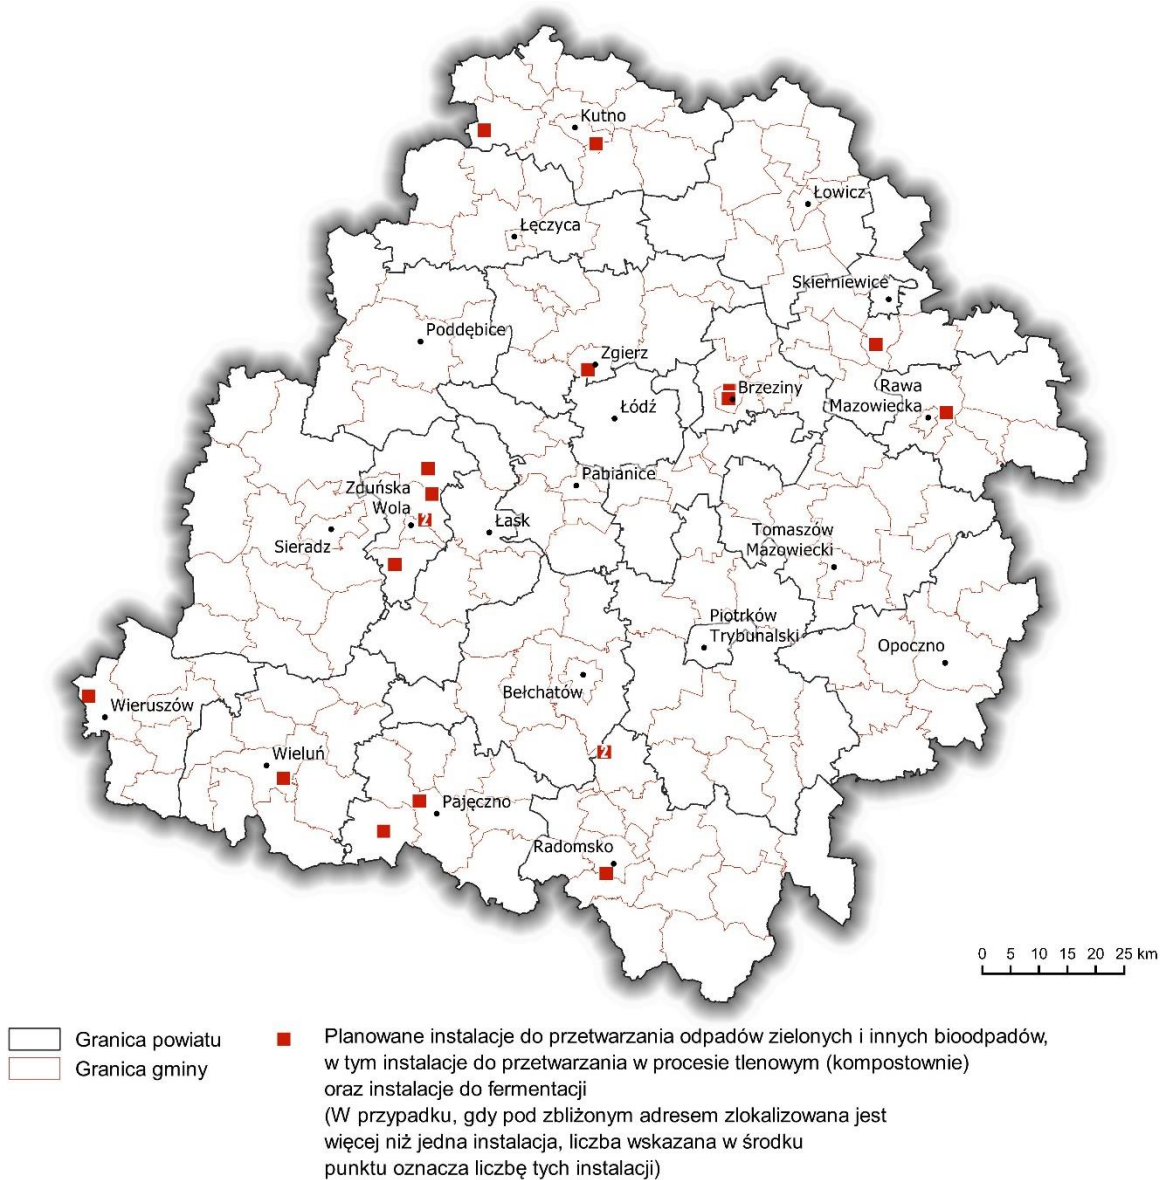 Kutno
Łowicz
Łęczyca
Skierniewice
Poddębice
Zgierz
Brzeziny
Rawa
Mazowiecka
Łódź
Pabianice
Zduńska
Wola
2
Łask
Sieradz
Tomaszów
Mazowiecki
Piotrków
Trybunalski
Opoczno
Bełchatów
Wieruszów
2
Wieluń
Pajęczno
Radomsko
0 5 10 15 20 25 km
Granica powiatu
Granica gminy
Planowane instalacje do przetwarzania odpadów zielonych i innych bioodpadów,
w tym instalacje do przetwarzania w procesie tlenowym (kompostownie)
oraz instalacje do fermentacji
(W przypadku, gdy pod zbliżonym adresem zlokalizowana jest
więcej niż jedna instalacja, liczba wskazana w środku
punktu oznacza liczbę tych instalacji)